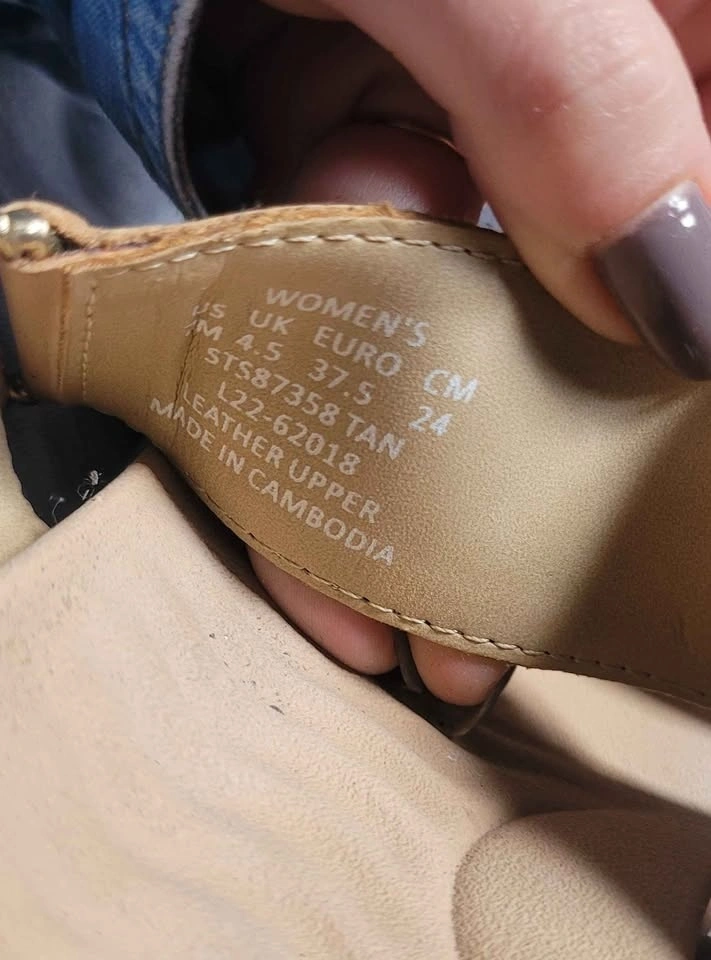 WOMEN'S
US UK EURO CM
7M 4.5 37.5 24
STS87358 TAN
L22-62018
LEATHER UPPER
MADE IN CAMBODIA